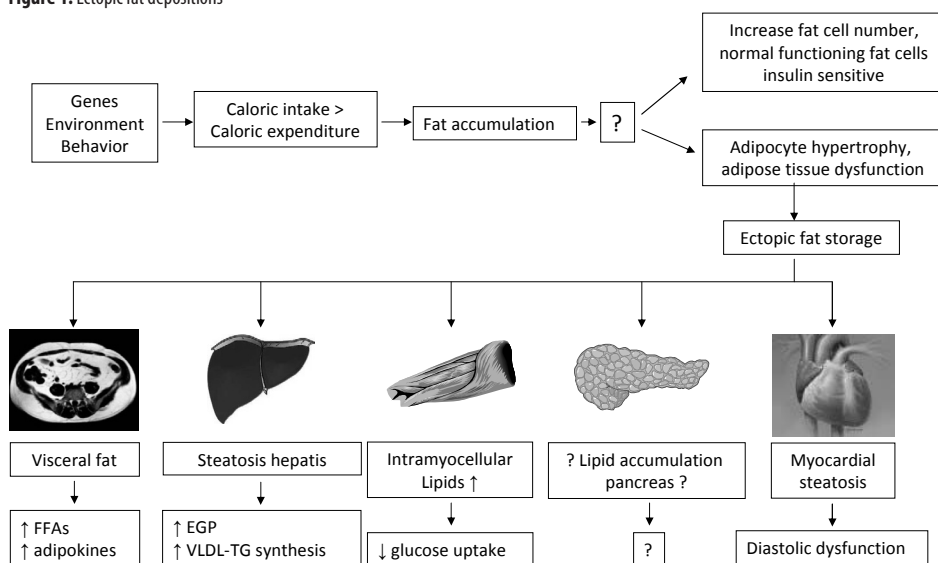 Figure 1. Ectopic fat depositions
Increase fat cell number,
normal functioning fat cells
insulin sensitive
Genes
Environment
Behavior
Caloric intake >
Caloric expenditure
Fat accumulation
?
Adipocyte hypertrophy,
adipose tissue dysfunction
Ectopic fat storage
Visceral fat
Steatosis hepatis
Intramyocellular
Lipids ↑
? Lipid accumulation
pancreas ?
Myocardial
steatosis
↑ FFAs
↑ adipokines
↑ EGP
↑ VLDL-TG synthesis
↓ glucose uptake
?
Diastolic dysfunction